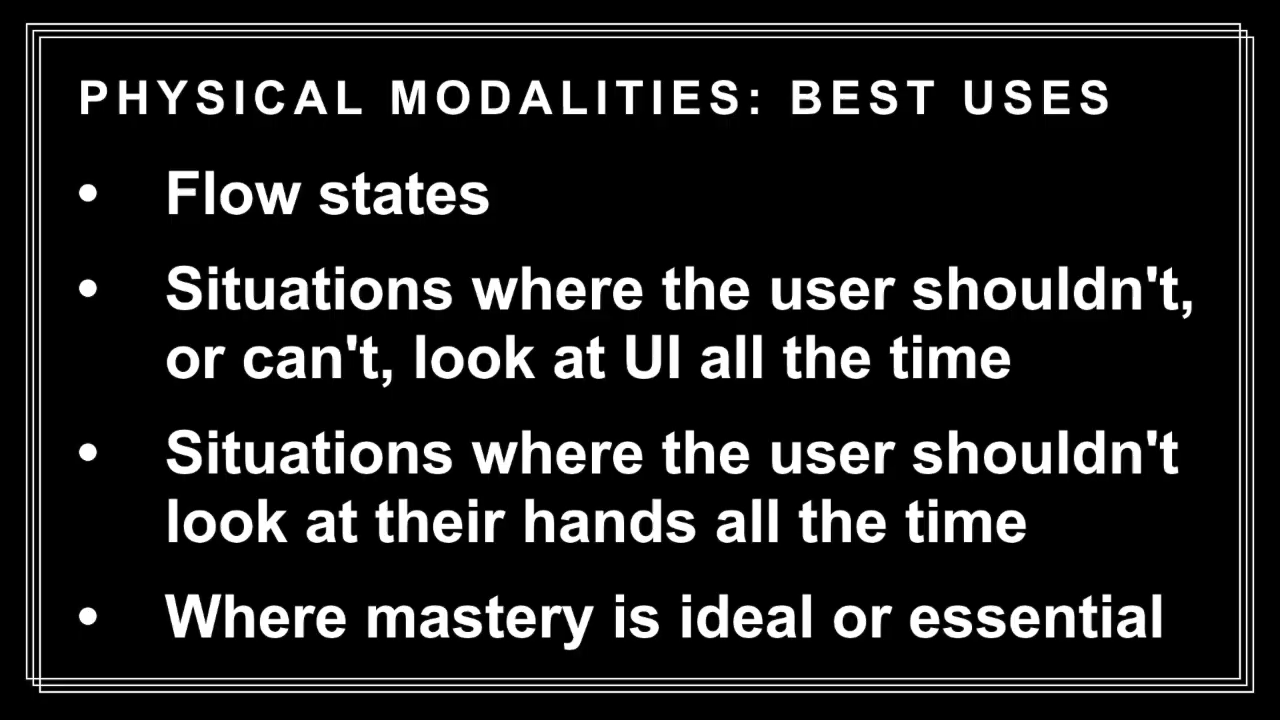 PHYSICAL MODALITIES: BEST USES
• Flow states
• Situations where the user shouldn't,
or can't, look at UI all the time
• Situations where the user shouldn't
look at their hands all the time
• Where mastery is ideal or essential